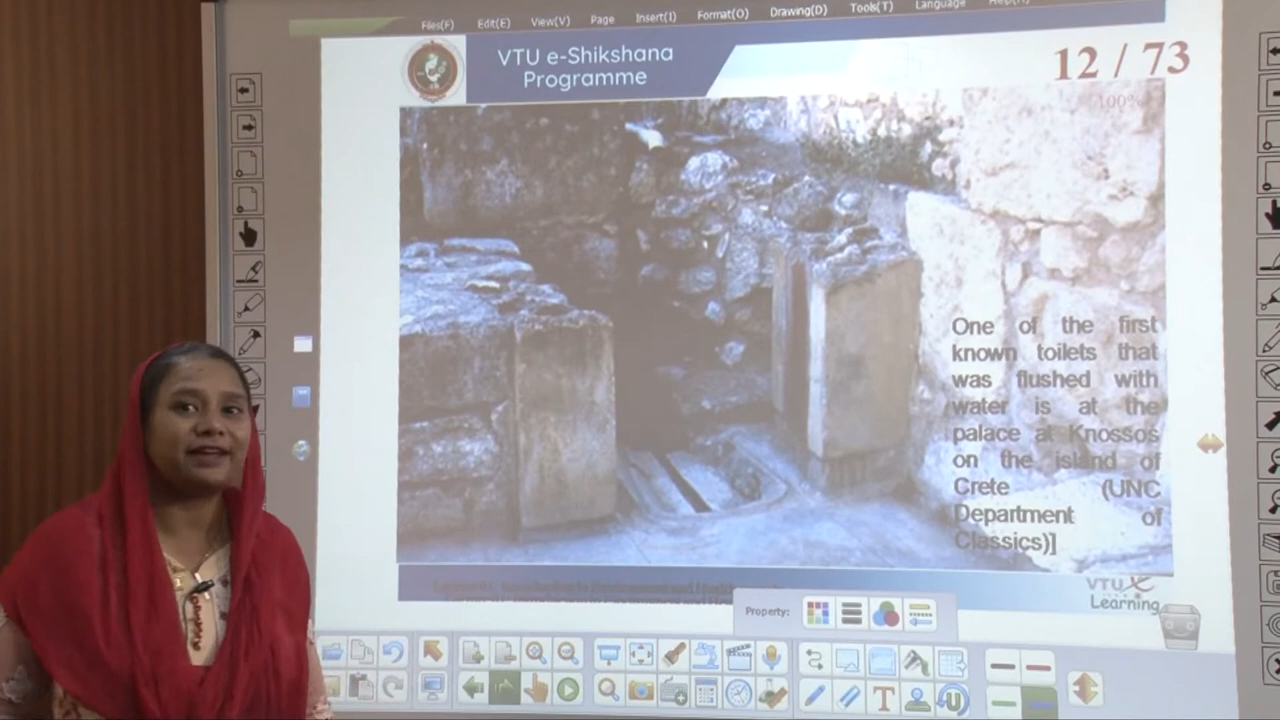 Files(F) Edit(E) View(V) Page Insert(I) Format(O) Drawing(D) Tools(T) Language
VTU e-Shikshana
Programme
12 / 73
100%
One of the first
known toilets that
was flushed with
water is at the
palace at Knossos
on the island of
Crete (UNC
Department of
Classics)]
VTU
Learning
Property: